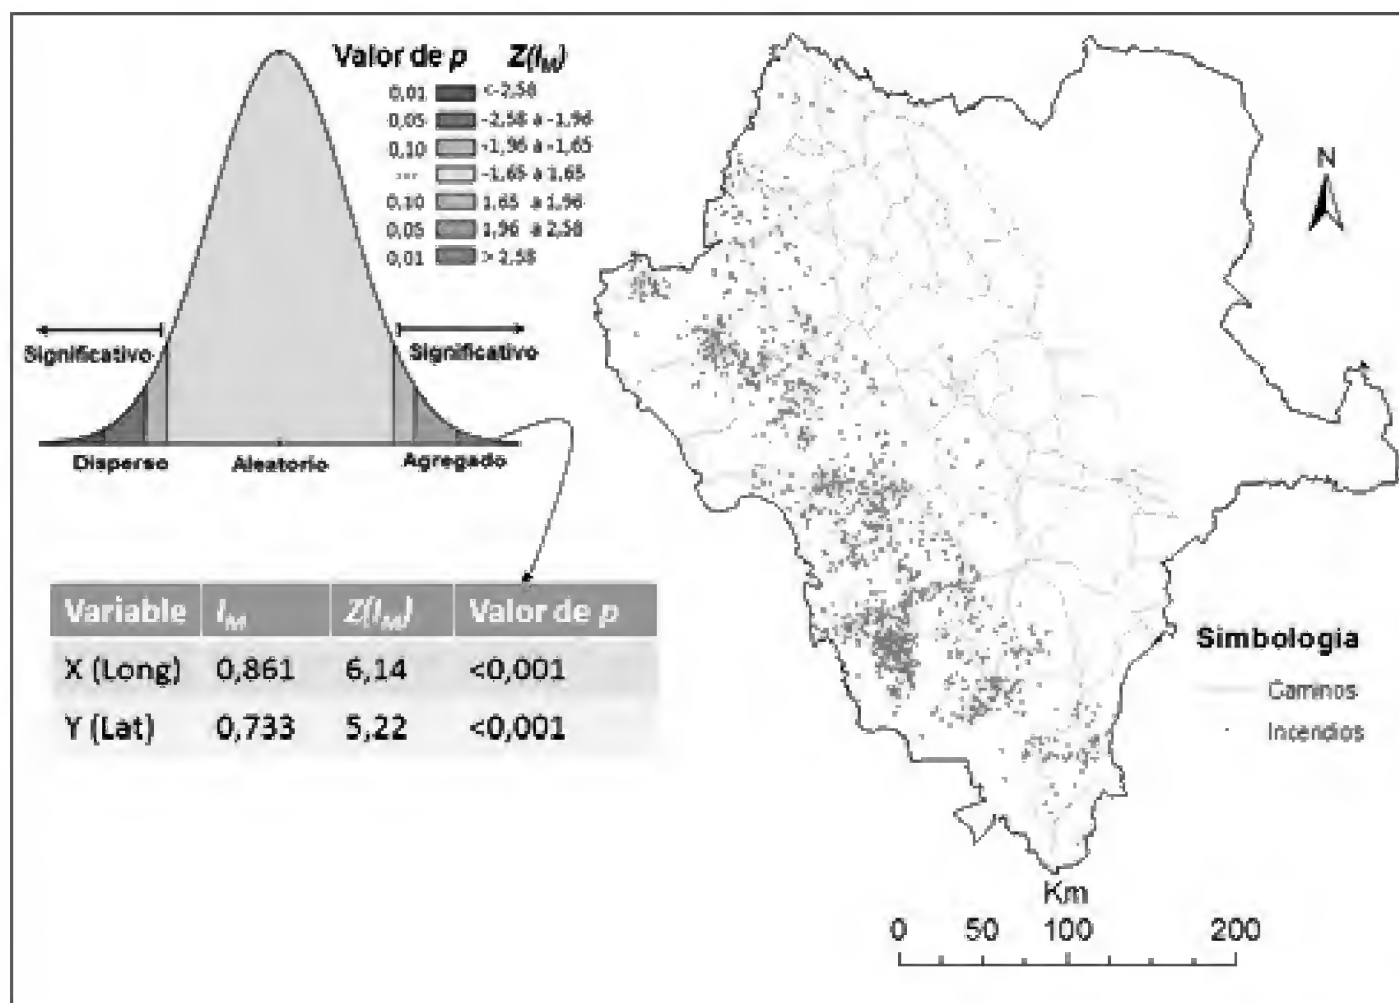 Valor de p Z(I_M)
0,01 <-2,58
0,05 -2,58 a -1,96
0,10 -1,96 a -1,65
--- -1,65 a 1,65
0,10 1,65 a 1,96
0,05 1,96 a 2,58
0,01 > 2,58
Significativo Significativo
Disperso Aleatorio Agregado
Variable I_M Z(I_M) Valor de p
X (Long) 0,861 6,14 <0,001
Y (Lat) 0,733 5,22 <0,001
N
Simbologia
Caminos
Incendios
Km
0 50 100 200